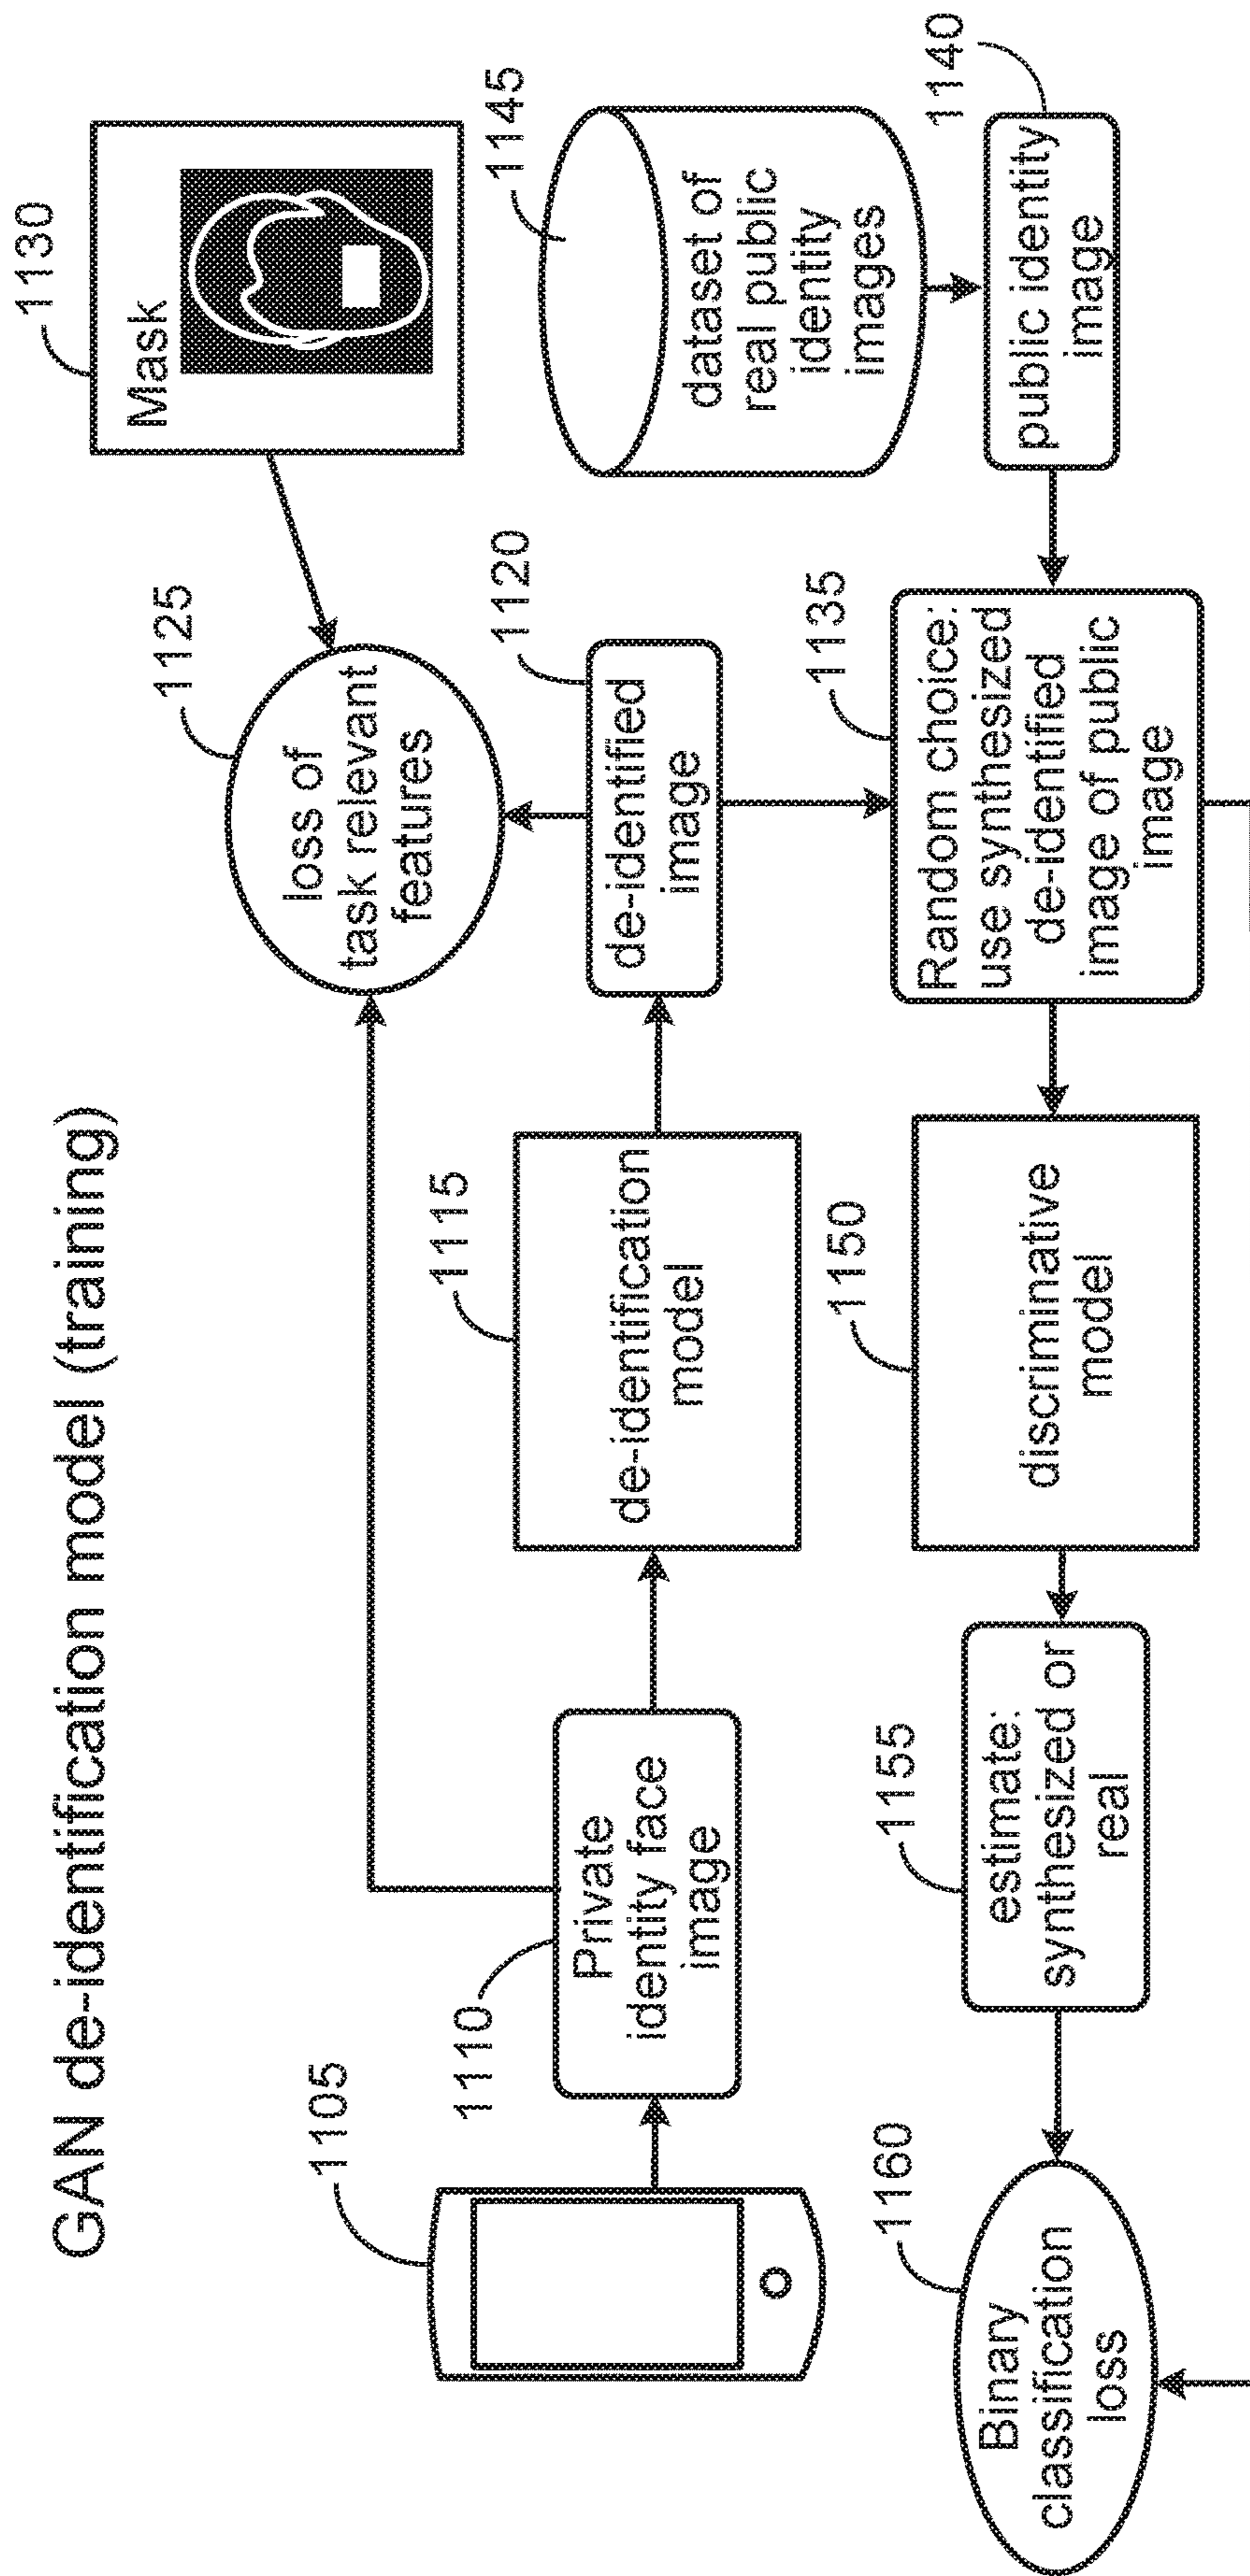 GAN de-identification model (training)
1105
1110
Private
identity face
image
1115
de-identification
model
1120
de-identified
image
1125
loss of
task relevant
features
1130
Mask
1145
dataset of
real public
identity
images
1140
public identity
image
1135
Random choice:
use synthesized
de-identified
image of public
image
1150
discriminative
model
1155
estimate:
synthesized or
real
1160
Binary
classification
loss